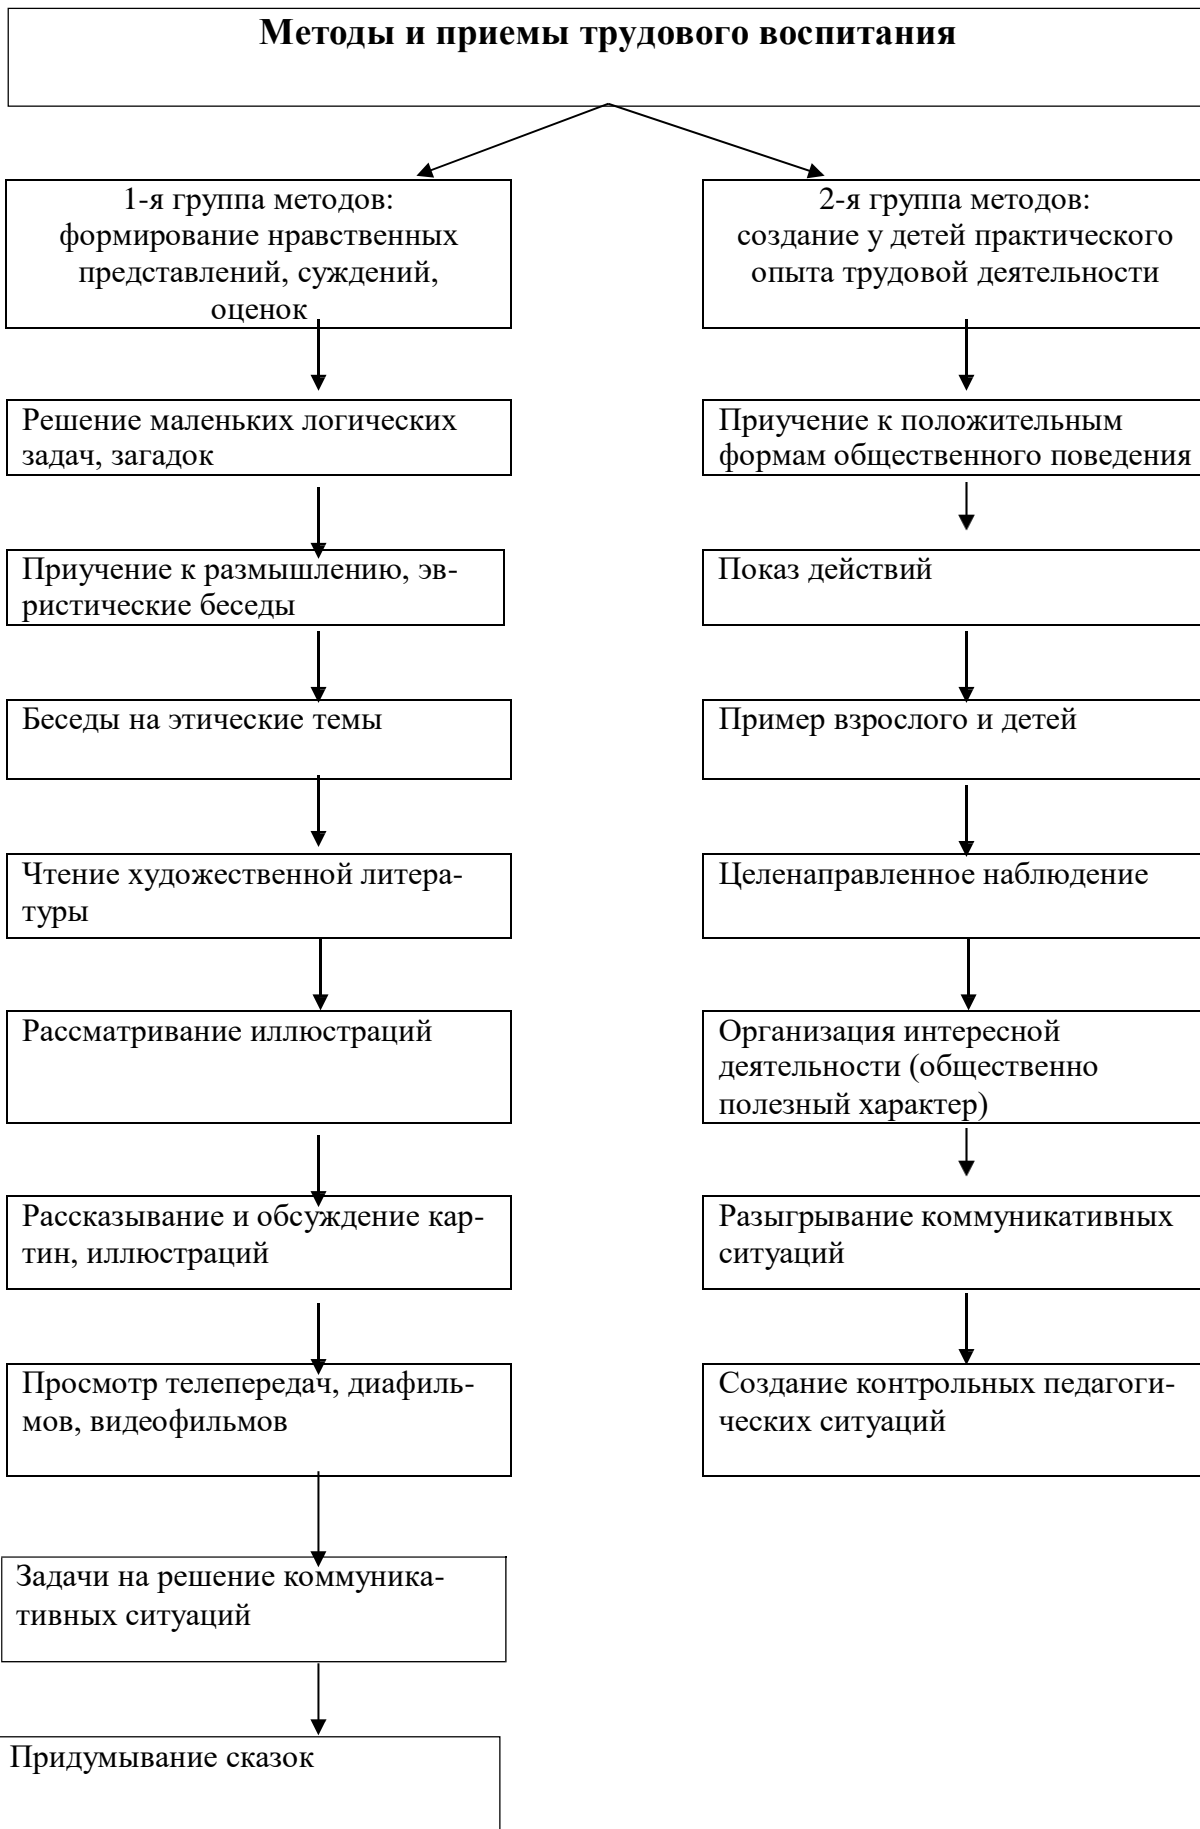 Методы и приемы трудового воспитания
1-я группа методов:
формирование нравственных
представлений, суждений,
оценок
Решение маленьких логических
задач, загадок
Приучение к размышлению, эв-
ристические беседы
Беседы на этические темы
Чтение художественной литера-
туры
Рассматривание иллюстраций
Рассказывание и обсуждение кар-
тин, иллюстраций
Просмотр телепередач, диафиль-
мов, видеофильмов
Задачи на решение коммуника-
тивных ситуаций
Придумывание сказок
2-я группа методов:
создание у детей практического
опыта трудовой деятельности
Приучение к положительным
формам общественного поведения
Показ действий
Пример взрослого и детей
Целенаправленное наблюдение
Организация интересной
деятельности (общественно
полезный характер)
Разыгрывание коммуникативных
ситуаций
Создание контрольных педагоги-
ческих ситуаций